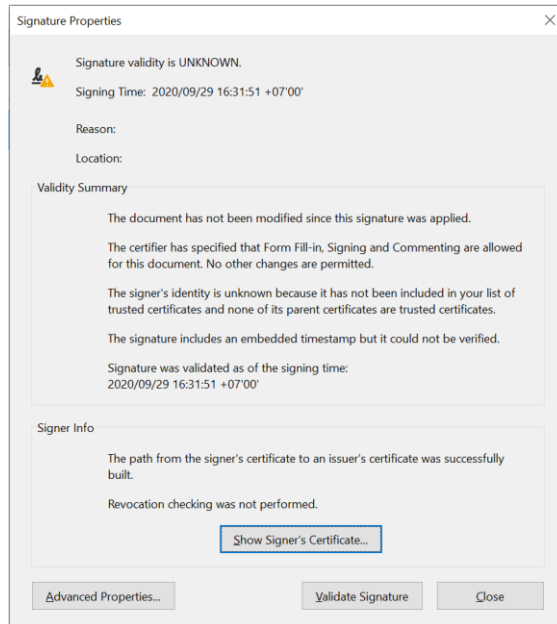 Signature Properties
Signature validity is UNKNOWN.
Signing Time: 2020/09/29 16:31:51 +07'00'
Reason:
Location:
Validity Summary
The document has not been modified since this signature was applied.
The certifier has specified that Form Fill-in, Signing and Commenting are allowed
for this document. No other changes are permitted.
The signer's identity is unknown because it has not been included in your list of
trusted certificates and none of its parent certificates are trusted certificates.
The signature includes an embedded timestamp but it could not be verified.
Signature was validated as of the signing time:
2020/09/29 16:31:51 +07'00'
Signer Info
The path from the signer's certificate to an issuer's certificate was successfully
built.
Revocation checking was not performed.
Show Signer's Certificate...
Advanced Properties...
Validate Signature
Close